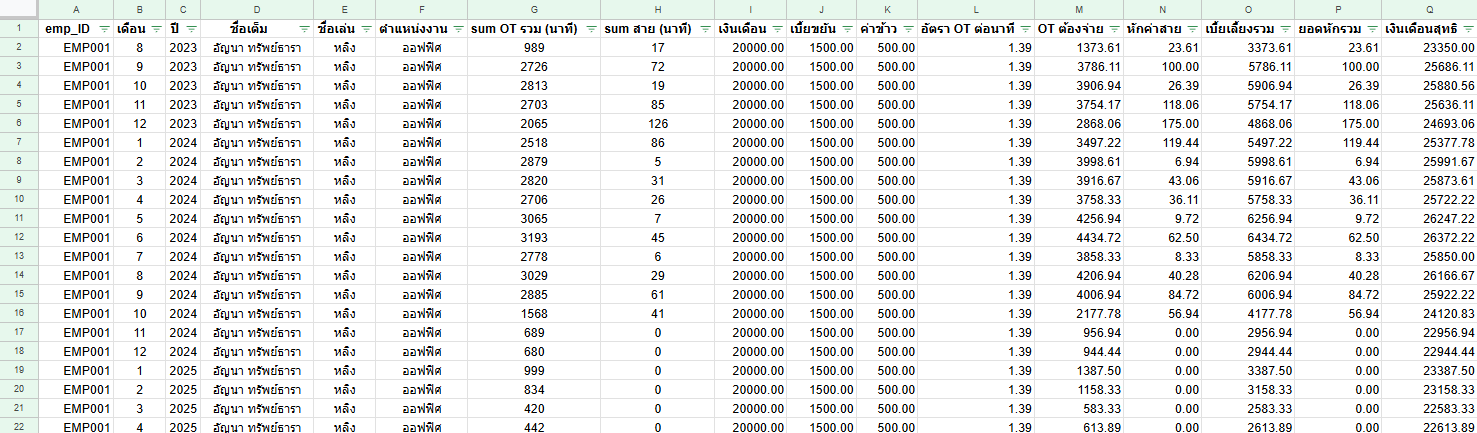 A B C D E F G H I J K L M N O P Q
1 emp_ID เดือน ปี ชื่อเต็ม ชื่อเล่น ตำแหน่งงาน sum OT รวม (นาที) sum สาย (นาที) เงินเดือน เบี้ยขยัน ค่าข้าว อัตรา OT ต่อนาที OT ต้องจ่าย หักค่าสาย เบี้ยเลี้ยงรวม ยอดหักรวม เงินเดือนสุทธิ
2 EMP001 8 2023 อัญนา ทรัพย์ธารา หลิง ออฟฟิศ 989 17 20000.00 1500.00 500.00 1.39 1373.61 23.61 3373.61 23.61 23350.00
3 EMP001 9 2023 อัญนา ทรัพย์ธารา หลิง ออฟฟิศ 2726 72 20000.00 1500.00 500.00 1.39 3786.11 100.00 5786.11 100.00 25686.11
4 EMP001 10 2023 อัญนา ทรัพย์ธารา หลิง ออฟฟิศ 2813 19 20000.00 1500.00 500.00 1.39 3906.94 26.39 5906.94 26.39 25880.56
5 EMP001 11 2023 อัญนา ทรัพย์ธารา หลิง ออฟฟิศ 2703 85 20000.00 1500.00 500.00 1.39 3754.17 118.06 5754.17 118.06 25636.11
6 EMP001 12 2023 อัญนา ทรัพย์ธารา หลิง ออฟฟิศ 2065 126 20000.00 1500.00 500.00 1.39 2868.06 175.00 4868.06 175.00 24693.06
7 EMP001 1 2024 อัญนา ทรัพย์ธารา หลิง ออฟฟิศ 2518 86 20000.00 1500.00 500.00 1.39 3497.22 119.44 5497.22 119.44 25377.78
8 EMP001 2 2024 อัญนา ทรัพย์ธารา หลิง ออฟฟิศ 2879 5 20000.00 1500.00 500.00 1.39 3998.61 6.94 5998.61 6.94 25991.67
9 EMP001 3 2024 อัญนา ทรัพย์ธารา หลิง ออฟฟิศ 2820 31 20000.00 1500.00 500.00 1.39 3916.67 43.06 5916.67 43.06 25873.61
10 EMP001 4 2024 อัญนา ทรัพย์ธารา หลิง ออฟฟิศ 2706 26 20000.00 1500.00 500.00 1.39 3758.33 36.11 5758.33 36.11 25722.22
11 EMP001 5 2024 อัญนา ทรัพย์ธารา หลิง ออฟฟิศ 3065 7 20000.00 1500.00 500.00 1.39 4256.94 9.72 6256.94 9.72 26247.22
12 EMP001 6 2024 อัญนา ทรัพย์ธารา หลิง ออฟฟิศ 3193 45 20000.00 1500.00 500.00 1.39 4434.72 62.50 6434.72 62.50 26372.22
13 EMP001 7 2024 อัญนา ทรัพย์ธารา หลิง ออฟฟิศ 2778 6 20000.00 1500.00 500.00 1.39 3858.33 8.33 5858.33 8.33 25850.00
14 EMP001 8 2024 อัญนา ทรัพย์ธารา หลิง ออฟฟิศ 3029 29 20000.00 1500.00 500.00 1.39 4206.94 40.28 6206.94 40.28 26166.67
15 EMP001 9 2024 อัญนา ทรัพย์ธารา หลิง ออฟฟิศ 2885 61 20000.00 1500.00 500.00 1.39 4006.94 84.72 6006.94 84.72 25922.22
16 EMP001 10 2024 อัญนา ทรัพย์ธารา หลิง ออฟฟิศ 1568 41 20000.00 1500.00 500.00 1.39 2177.78 56.94 4177.78 56.94 24120.83
17 EMP001 11 2024 อัญนา ทรัพย์ธารา หลิง ออฟฟิศ 689 0 20000.00 1500.00 500.00 1.39 956.94 0.00 2956.94 0.00 22956.94
18 EMP001 12 2024 อัญนา ทรัพย์ธารา หลิง ออฟฟิศ 680 0 20000.00 1500.00 500.00 1.39 944.44 0.00 2944.44 0.00 22944.44
19 EMP001 1 2025 อัญนา ทรัพย์ธารา หลิง ออฟฟิศ 999 0 20000.00 1500.00 500.00 1.39 1387.50 0.00 3387.50 0.00 23387.50
20 EMP001 2 2025 อัญนา ทรัพย์ธารา หลิง ออฟฟิศ 834 0 20000.00 1500.00 500.00 1.39 1158.33 0.00 3158.33 0.00 23158.33
21 EMP001 3 2025 อัญนา ทรัพย์ธารา หลิง ออฟฟิศ 420 0 20000.00 1500.00 500.00 1.39 583.33 0.00 2583.33 0.00 22583.33
22 EMP001 4 2025 อัญนา ทรัพย์ธารา หลิง ออฟฟิศ 442 0 20000.00 1500.00 500.00 1.39 613.89 0.00 2613.89 0.00 22613.89